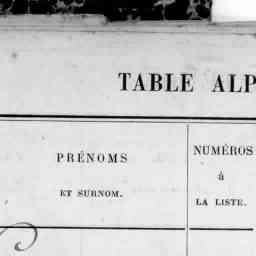 TABLE ALP
PRÉNOMS
ET SURNOM.
NUMÉROS
à
LA LISTE.